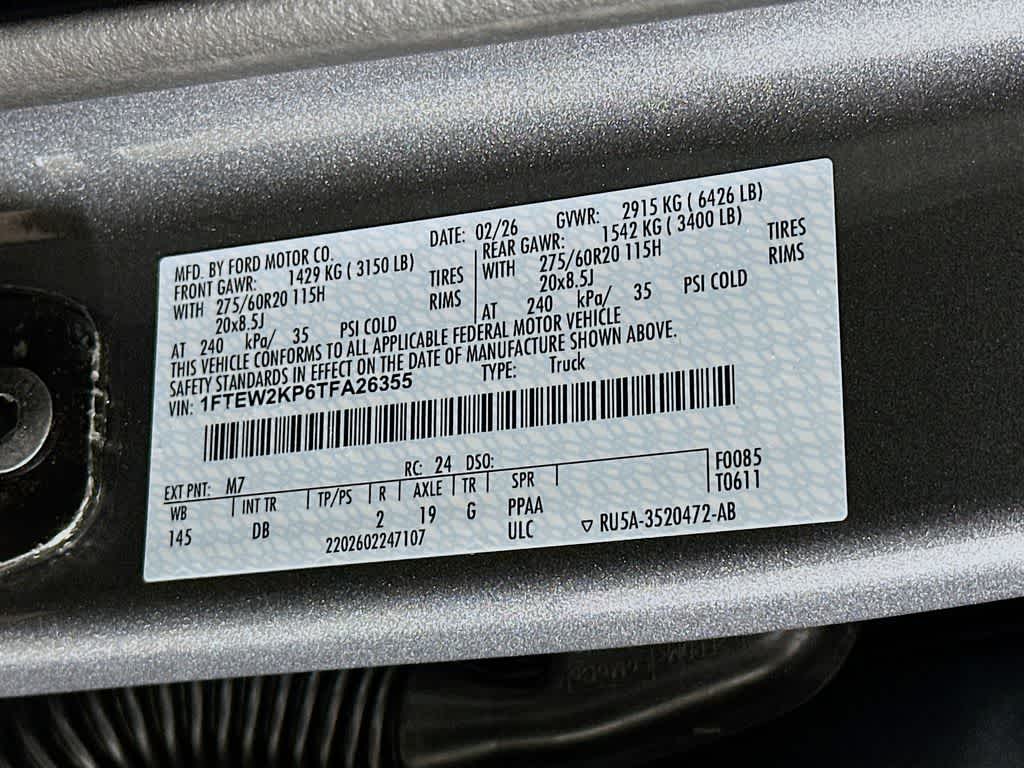 MFD. BY FORD MOTOR CO. DATE: 02/26 GVWR: 2915 KG ( 6426 LB)
FRONT GAWR: 1429 KG ( 3150 LB) REAR GAWR: 1542 KG ( 3400 LB)
WITH 275/60R20 115H TIRES WITH 275/60R20 115H TIRES
20x8.5J RIMS 20x8.5J RIMS
AT 240 kPa/ 35 PSI COLD AT 240 kPa/ 35 PSI COLD
THIS VEHICLE CONFORMS TO ALL APPLICABLE FEDERAL MOTOR VEHICLE
SAFETY STANDARDS IN EFFECT ON THE DATE OF MANUFACTURE SHOWN ABOVE.
VIN: 1FTEW2KP6TFA26355 TYPE: Truck
EXT PNT: M7 RC: 24 DSO: F0085
WB INT TR TP/PS R AXLE TR SPR T0611
145 DB 2 19 G PPAA
2202602247107 ULC ▽ RU5A-3520472-AB